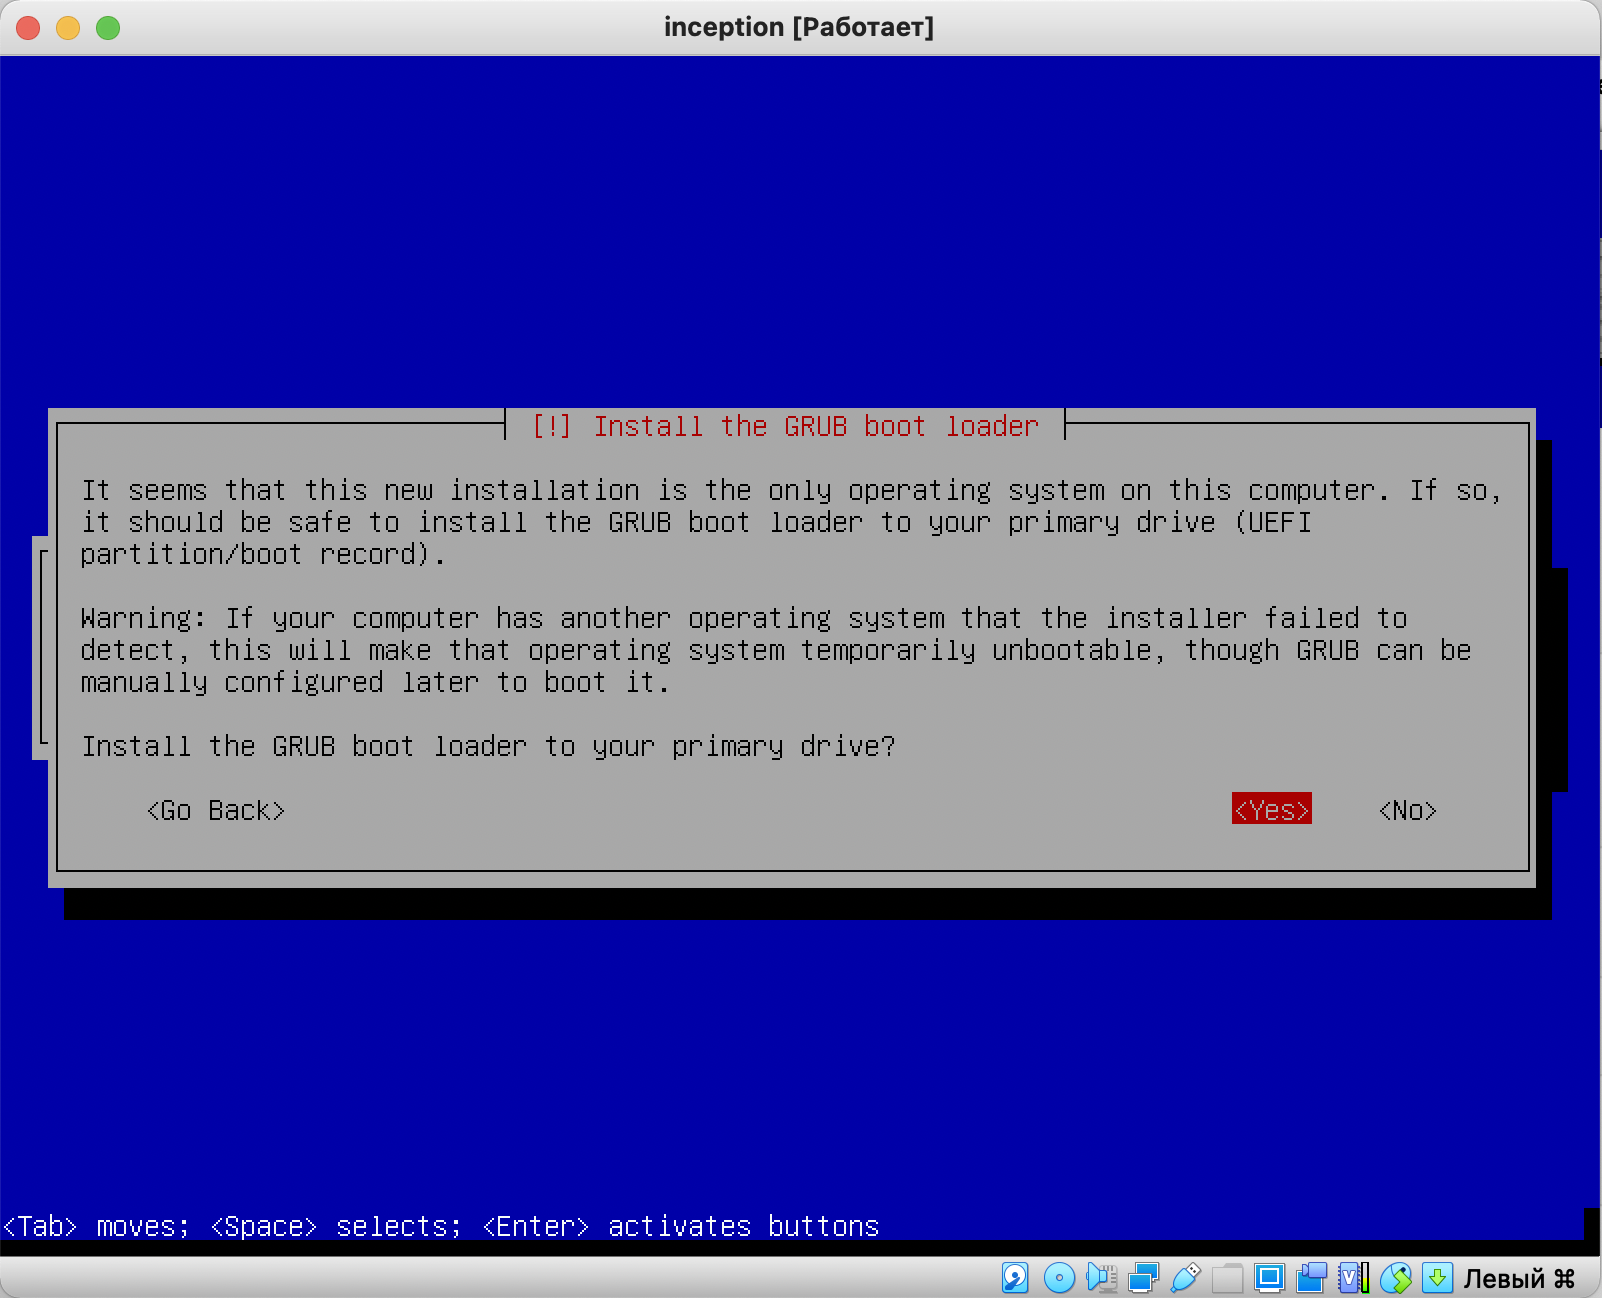 inception [Работает]
[!] Install the GRUB boot loader
It seems that this new installation is the only operating system on this computer. If so,
it should be safe to install the GRUB boot loader to your primary drive (UEFI
partition/boot record).
Warning: If your computer has another operating system that the installer failed to
detect, this will make that operating system temporarily unbootable, though GRUB can be
manually configured later to boot it.
Install the GRUB boot loader to your primary drive?
<Go Back> <Yes> <No>
<Tab> moves; <Space> selects; <Enter> activates buttons
Левый ⌘